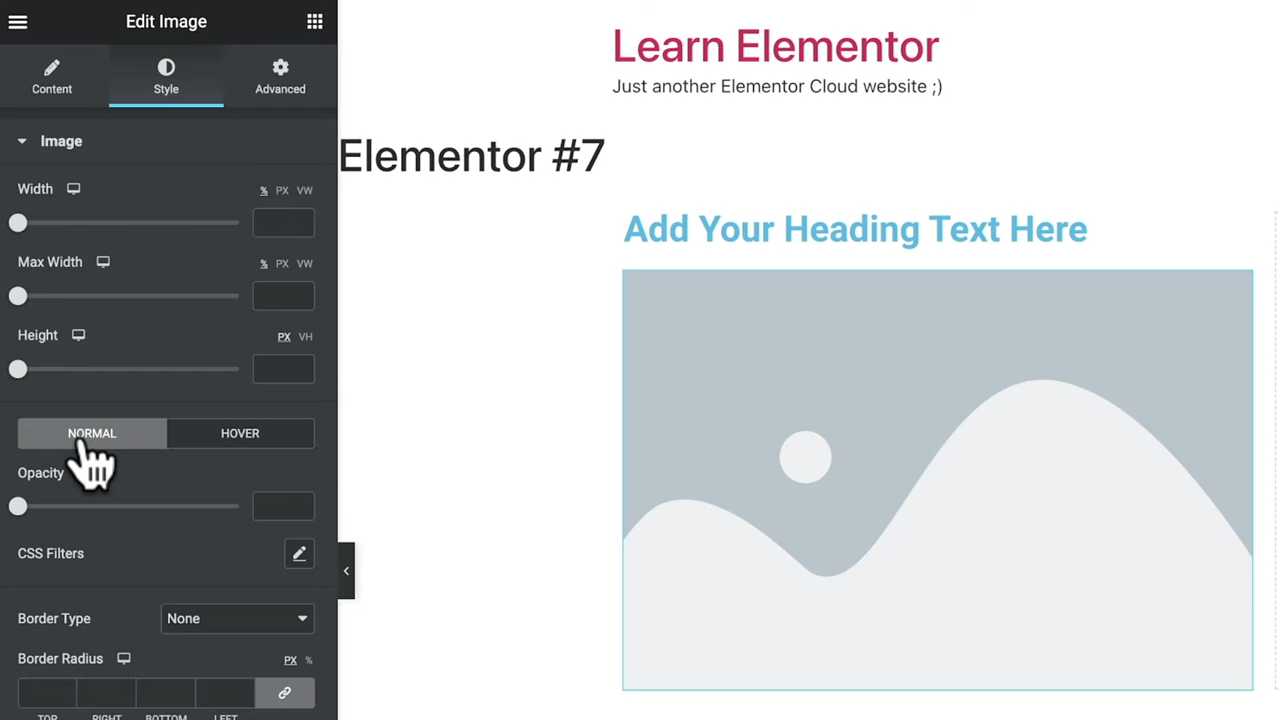 Edit Image
Content
Style
Advanced
Image
Width
% PX VW
Max Width
% PX VW
Height
PX VH
NORMAL
HOVER
Opacity
CSS Filters
Border Type
None
Border Radius
PX %
TOP RIGHT BOTTOM LEFT
Learn Elementor
Just another Elementor Cloud website ;)
Elementor #7
Add Your Heading Text Here